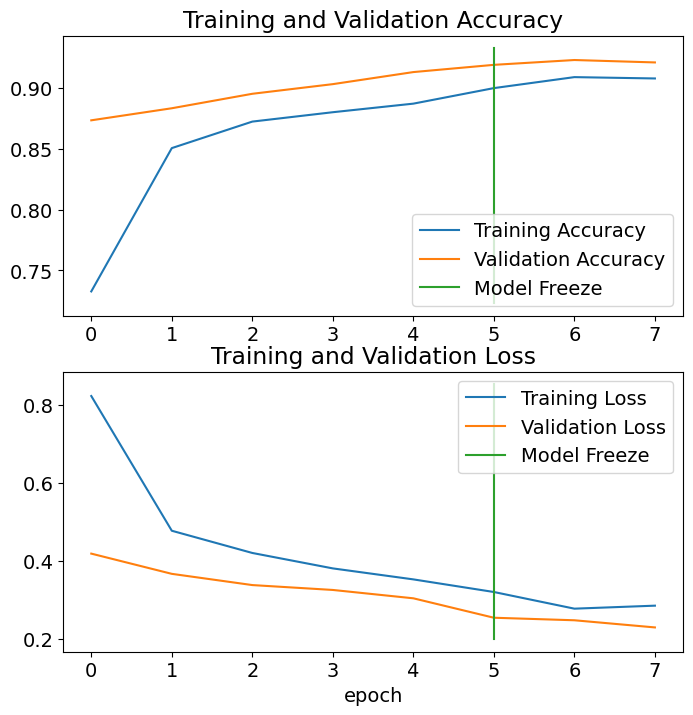 Training and Validation Accuracy
0.90
0.85
0.80
0.75
Training Accuracy
Validation Accuracy
Model Freeze
0 1 2 3 4 5 6 7
Training and Validation Loss
0.8
0.6
0.4
0.2
Training Loss
Validation Loss
Model Freeze
0 1 2 3 4 5 6 7
epoch